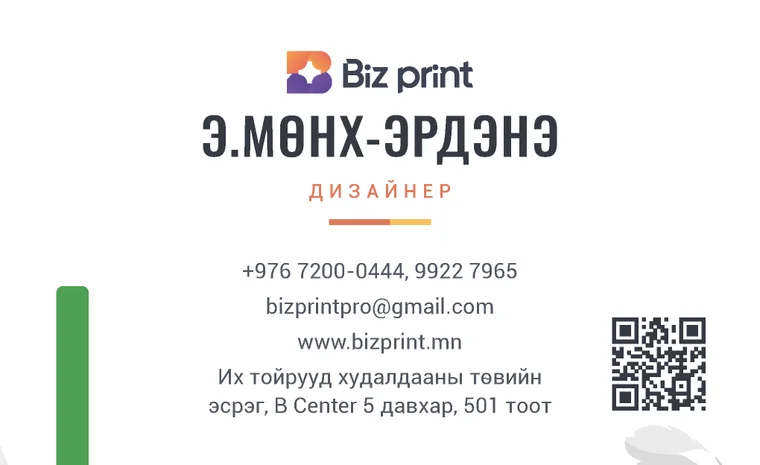 Biz print
Э.МӨНХ-ЭРДЭНЭ
ДИЗАЙНЕР
+976 7200-0444, 9922 7965
bizprintpro@gmail.com
www.bizprint.mn
Их тойрууд худалдааны төвийн
эсрэг, B Center 5 давхар, 501 тоот